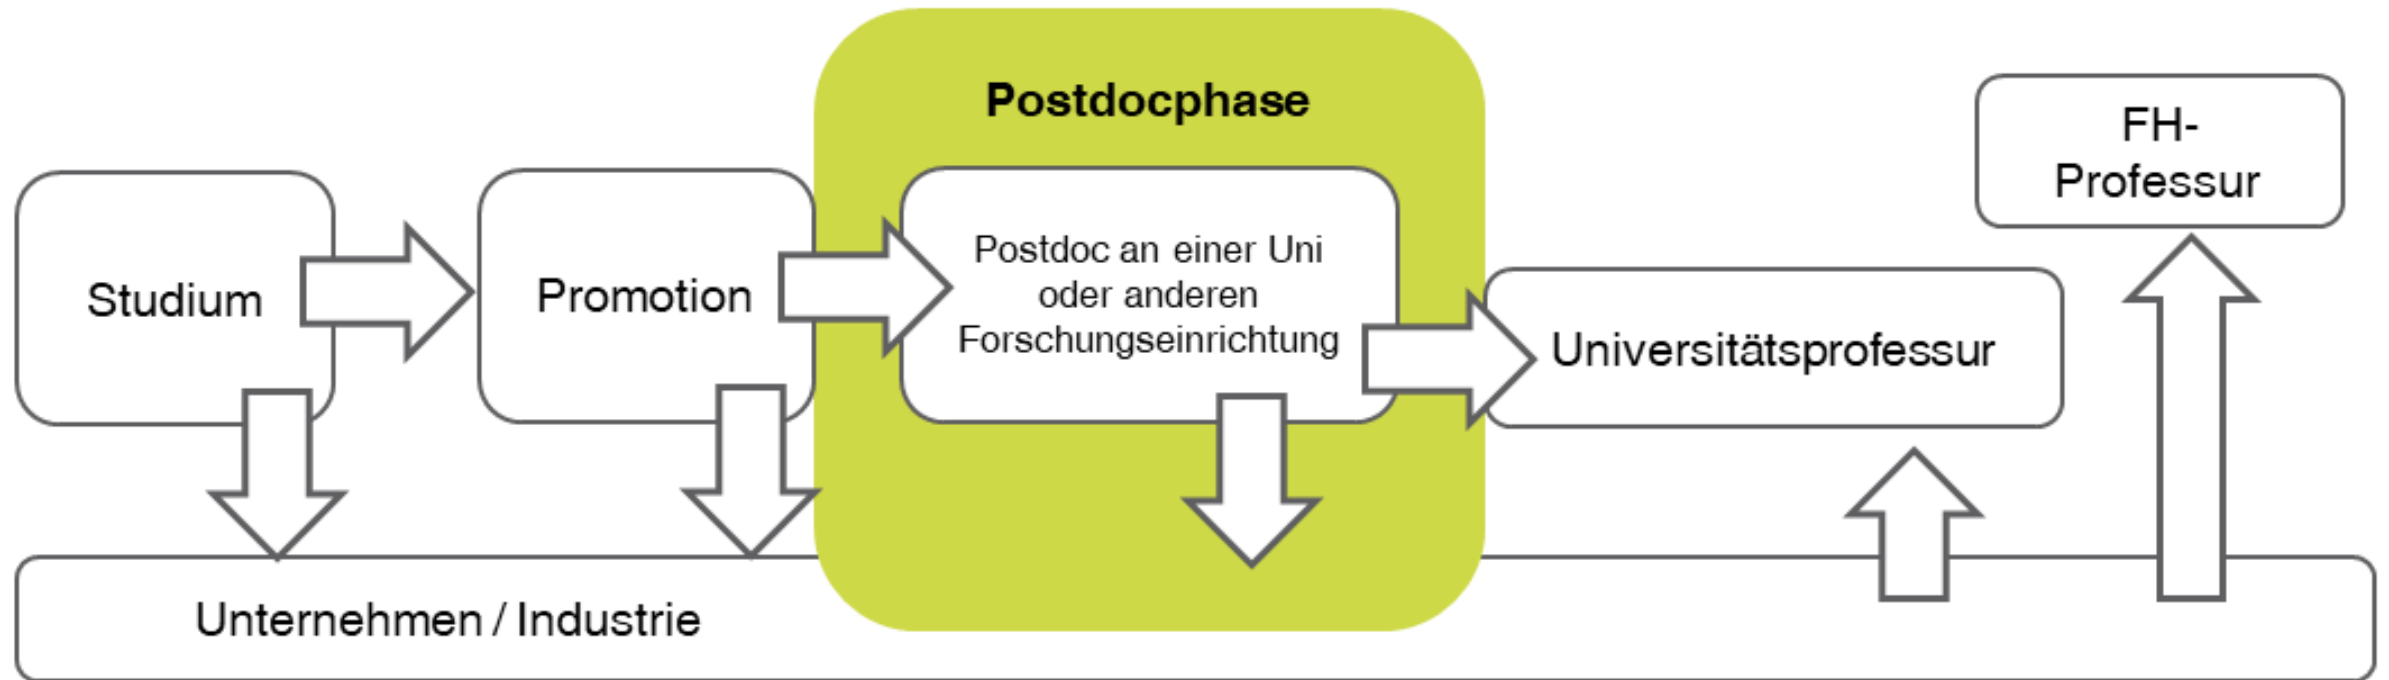 Postdocphase
FH-
Professur
Studium
Promotion
Postdoc an einer Uni
oder anderen
Forschungseinrichtung
Universitätsprofessur
Unternehmen / Industrie